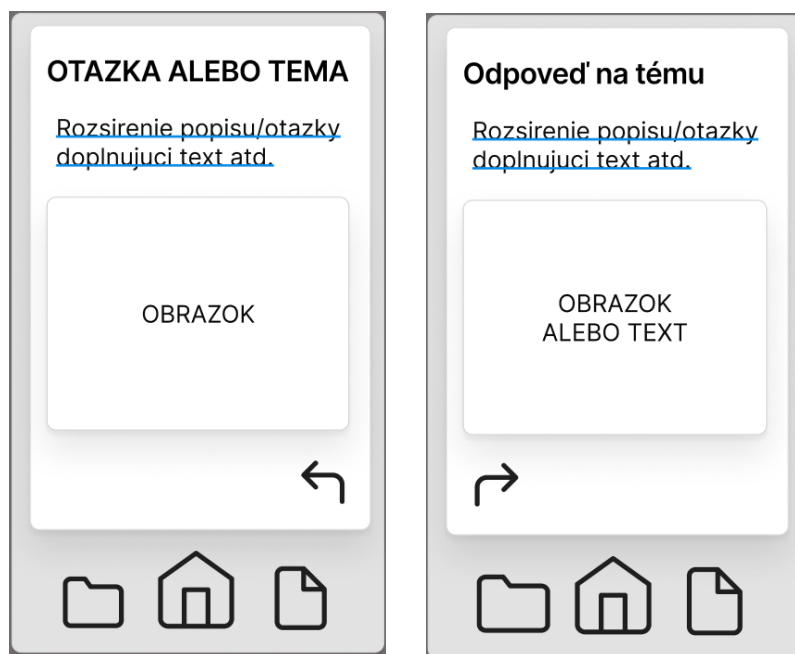 OTAZKA ALEBO TEMA
Rozsirenie popisu/otazky
doplnujuci text atd.
OBRAZOK
Odpoveď na tému
Rozsirenie popisu/otazky
doplnujuci text atd.
OBRAZOK
ALEBO TEXT